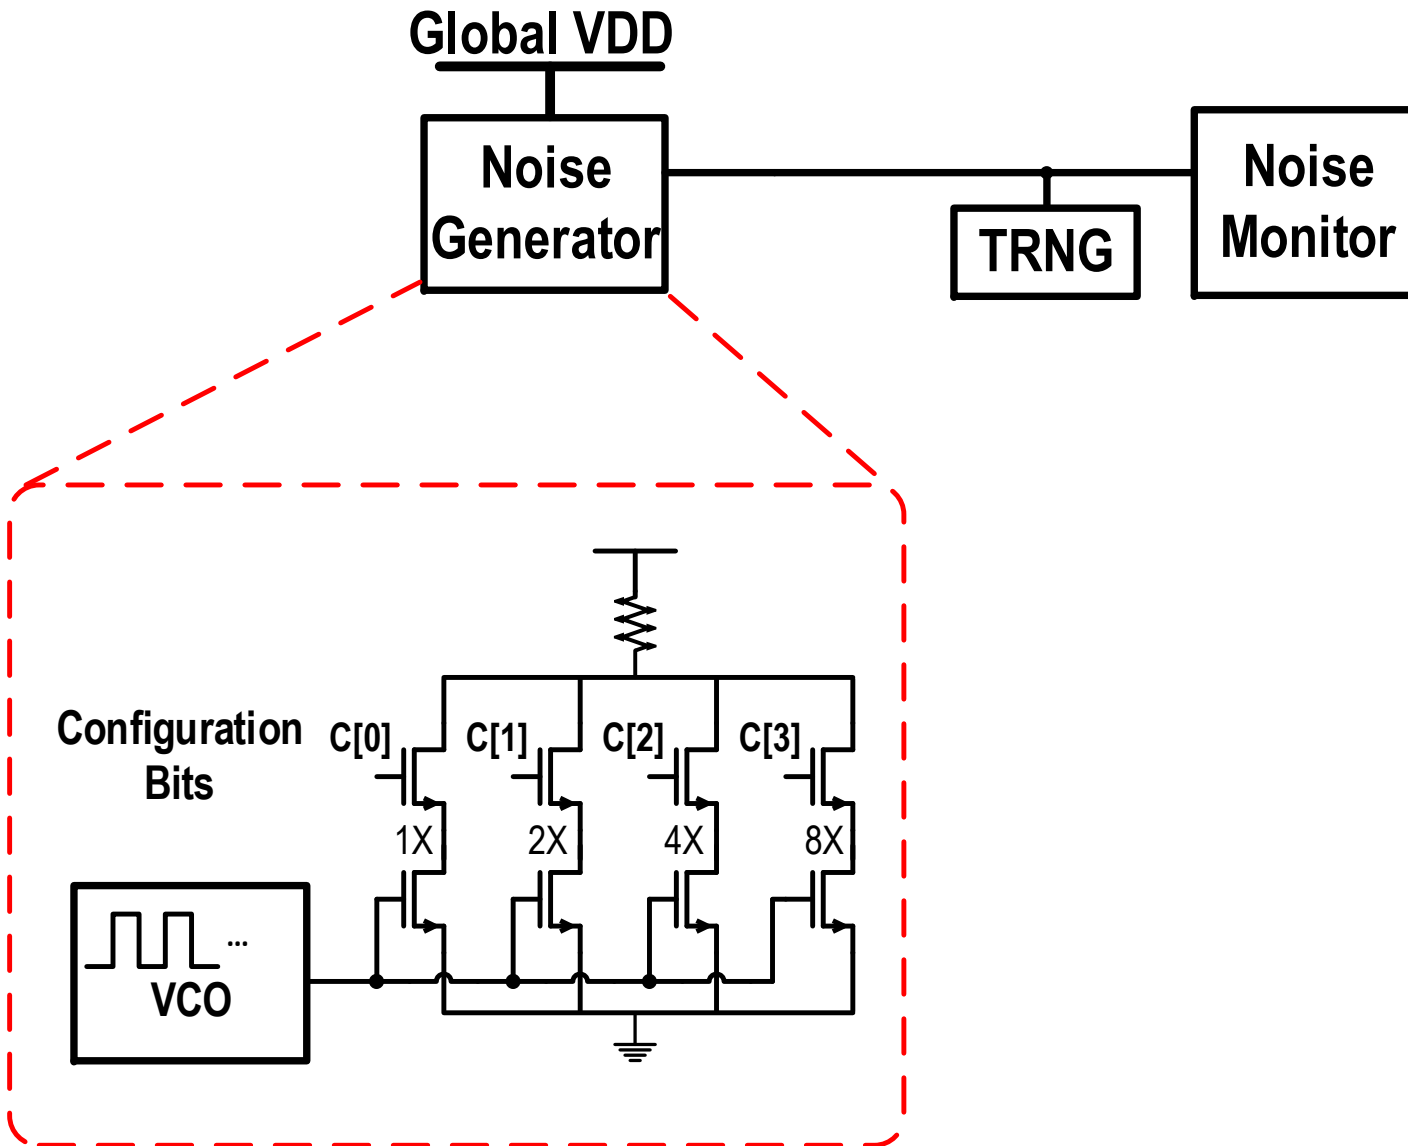 Global VDD
Noise
Generator
TRNG
Noise
Monitor
Configuration
Bits
C[0]
C[1]
C[2]
C[3]
1X
2X
4X
8X
...
VCO